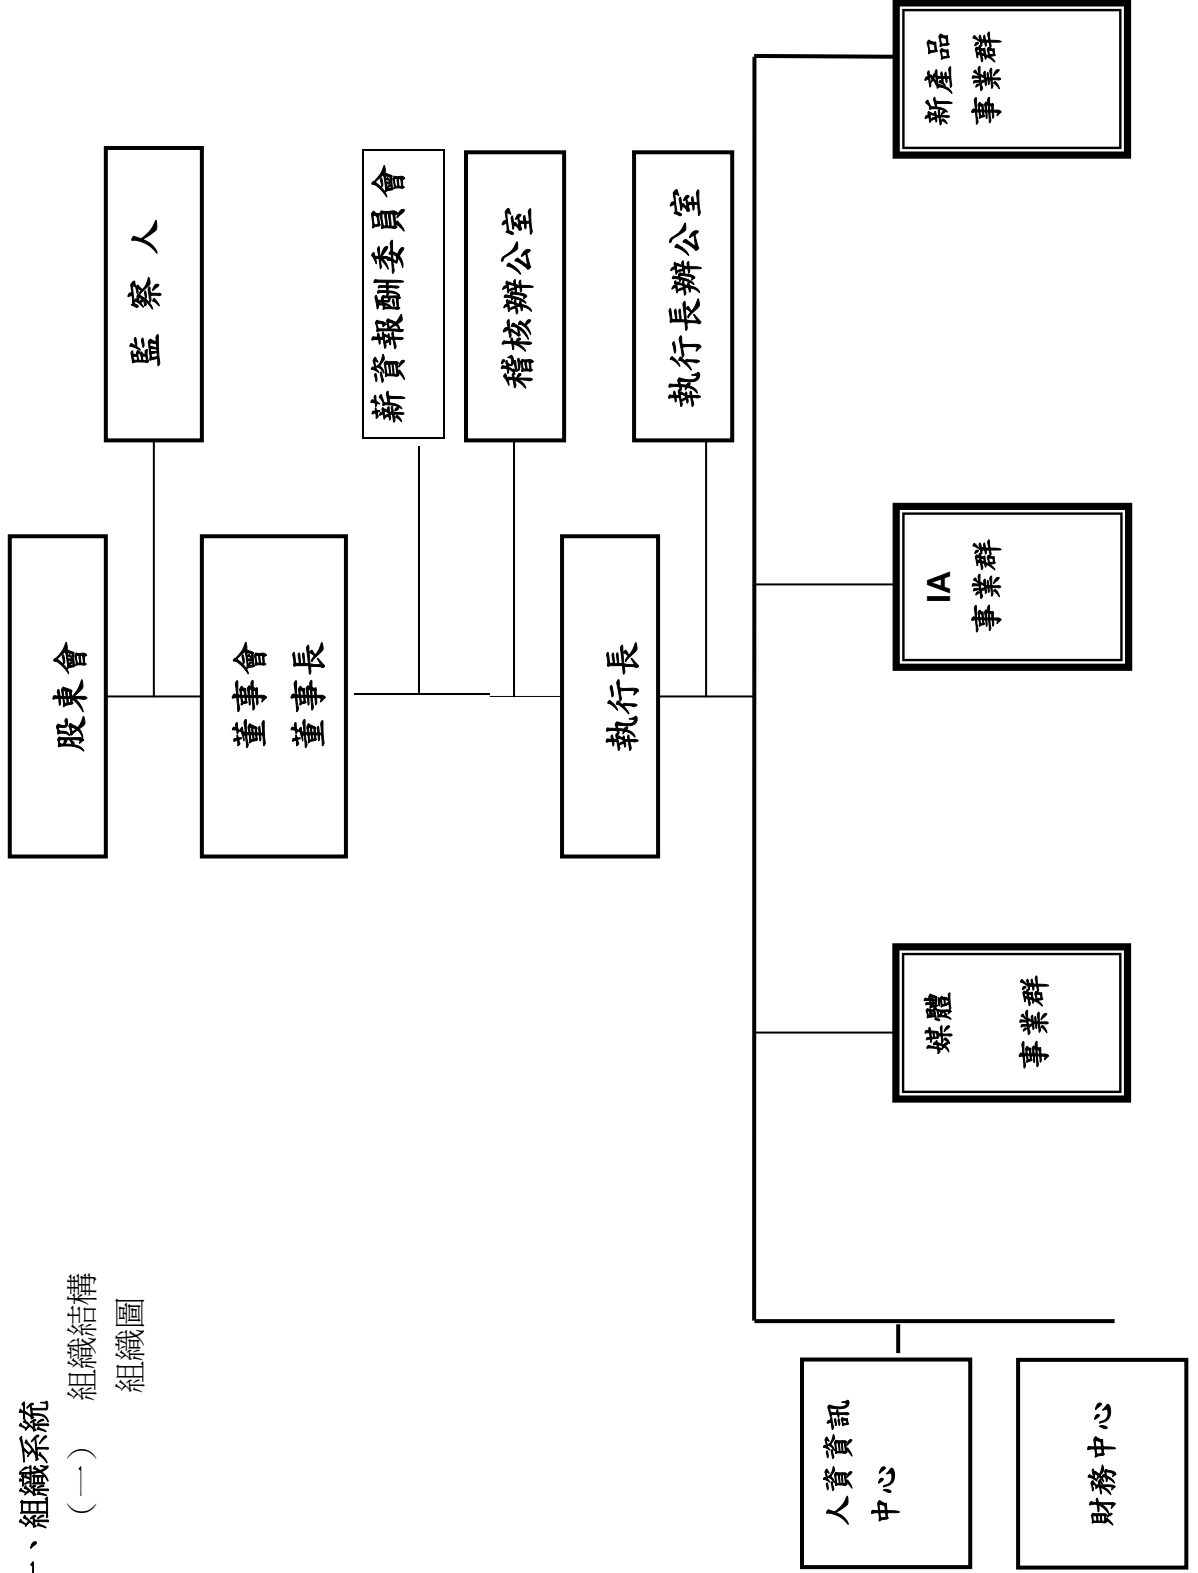 一、組織系統
(一) 組織結構
組織圖
股東會
監 察 人
董事會
董事長
薪資報酬委員會
稽核辦公室
執行長
執行長辦公室
人資資訊
中心
財務中心
媒體
事業群
IA
事業群
新產品
事業群